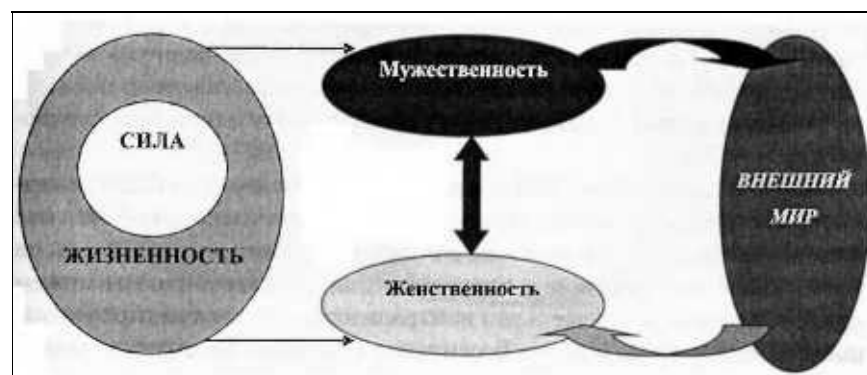 СИЛА
ЖИЗНЕННОСТЬ
Мужественность
Женственность
ВНЕШНИЙ
МИР